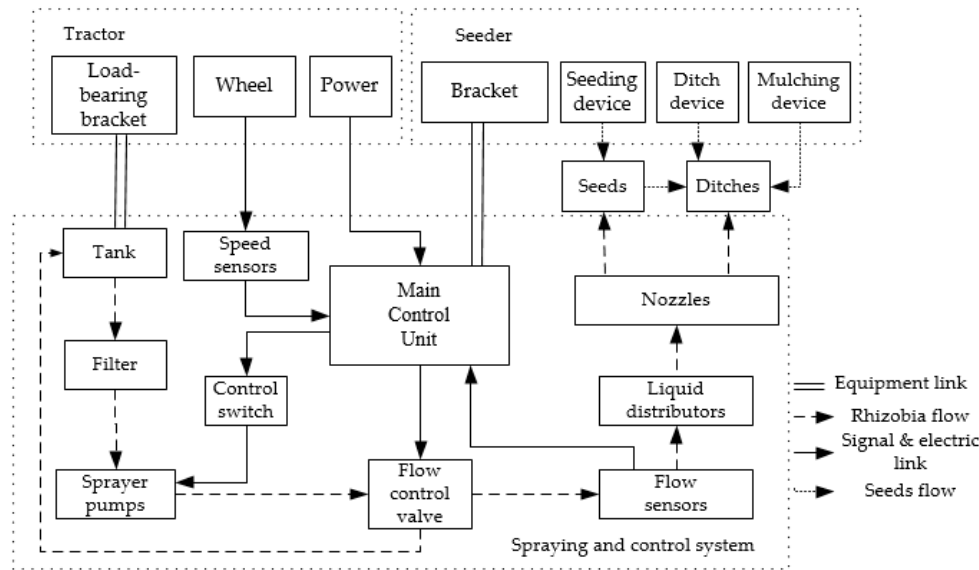 Tractor
Seeder
Load-
bearing
bracket
Wheel
Power
Bracket
Seeding
device
Ditch
device
Mulching
device
Seeds
Ditches
Tank
Speed
sensors
Main
Control
Unit
Nozzles
Filter
Control
switch
Liquid
distributors
Sprayer
pumps
Flow
control
valve
Flow
sensors
Spraying and control system
Equipment link
Rhizobia flow
Signal & electric
link
Seeds flow